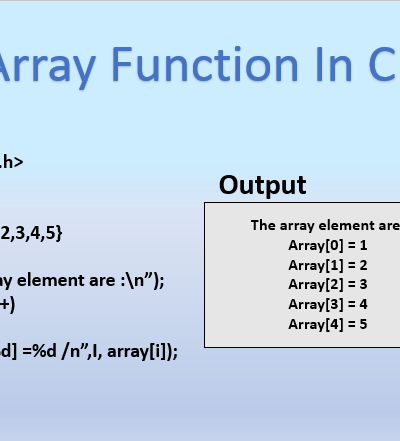 Array Function In C
.h>
2,3,4,5}
ay element are :\n”);
+)
d] =%d /n”,I, array[i]);
Output
The array element are
Array[0] = 1
Array[1] = 2
Array[2] = 3
Array[3] = 4
Array[4] = 5